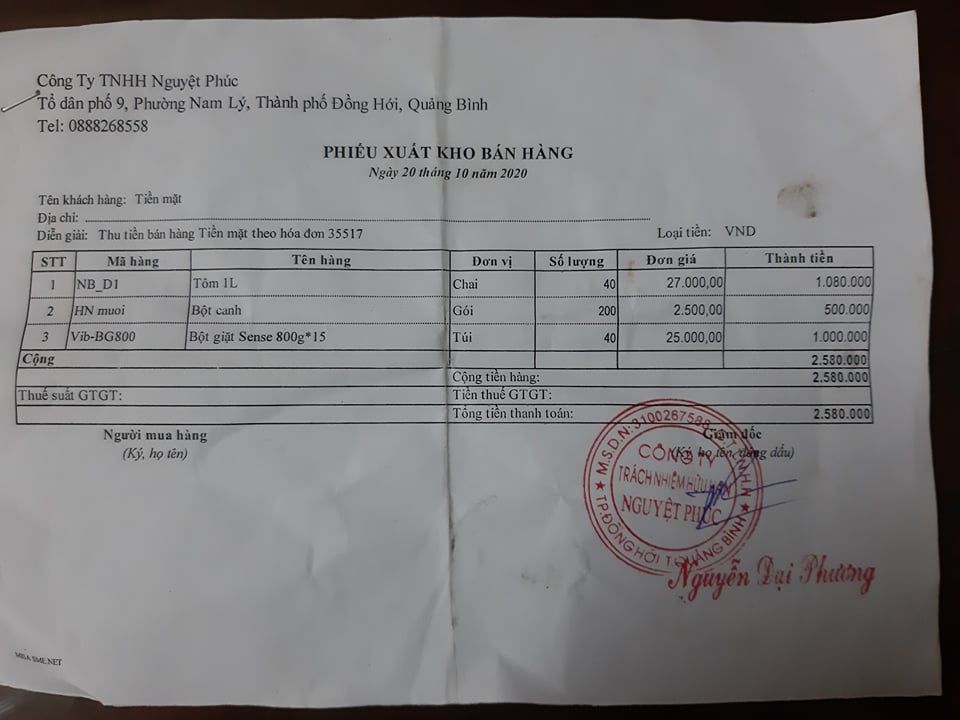 Công Ty TNHH Nguyệt Phúc
Tổ dân phố 9, Phường Nam Lý, Thành phố Đồng Hới, Quảng Bình
Tel: 0888268558
PHIẾU XUẤT KHO BÁN HÀNG
Ngày 20 tháng 10 năm 2020
Tên khách hàng: Tiền mặt
Địa chỉ:
Diễn giải: Thu tiền bán hàng Tiền mặt theo hóa đơn 35517 Loại tiền: VND
STT Mã hàng Tên hàng Đơn vị Số lượng Đơn giá Thành tiền
1 NB_D1 Tôm 1L Chai 40 27.000,00 1.080.000
2 HN muoi Bột canh Gói 200 2.500,00 500.000
3 Vib-BG800 Bột giặt Sense 800g*15 Túi 40 25.000,00 1.000.000
Cộng 2.580.000
Cộng tiền hàng: 2.580.000
Thuế suất GTGT: Tiền thuế GTGT:
Tổng tiền thanh toán: 2.580.000
Người mua hàng Giám đốc
(Ký, họ tên) (Ký, họ tên, đóng dấu)
M.S.D.N:3100267588-C.T.T.N.H.H
CÔNG TY
TRÁCH NHIỆM HỮU HẠN
NGUYỆT PHÚC
TP.ĐỒNG HỚI T.QUẢNG BÌNH
Nguyễn Đại Phương
MISA SME.NET